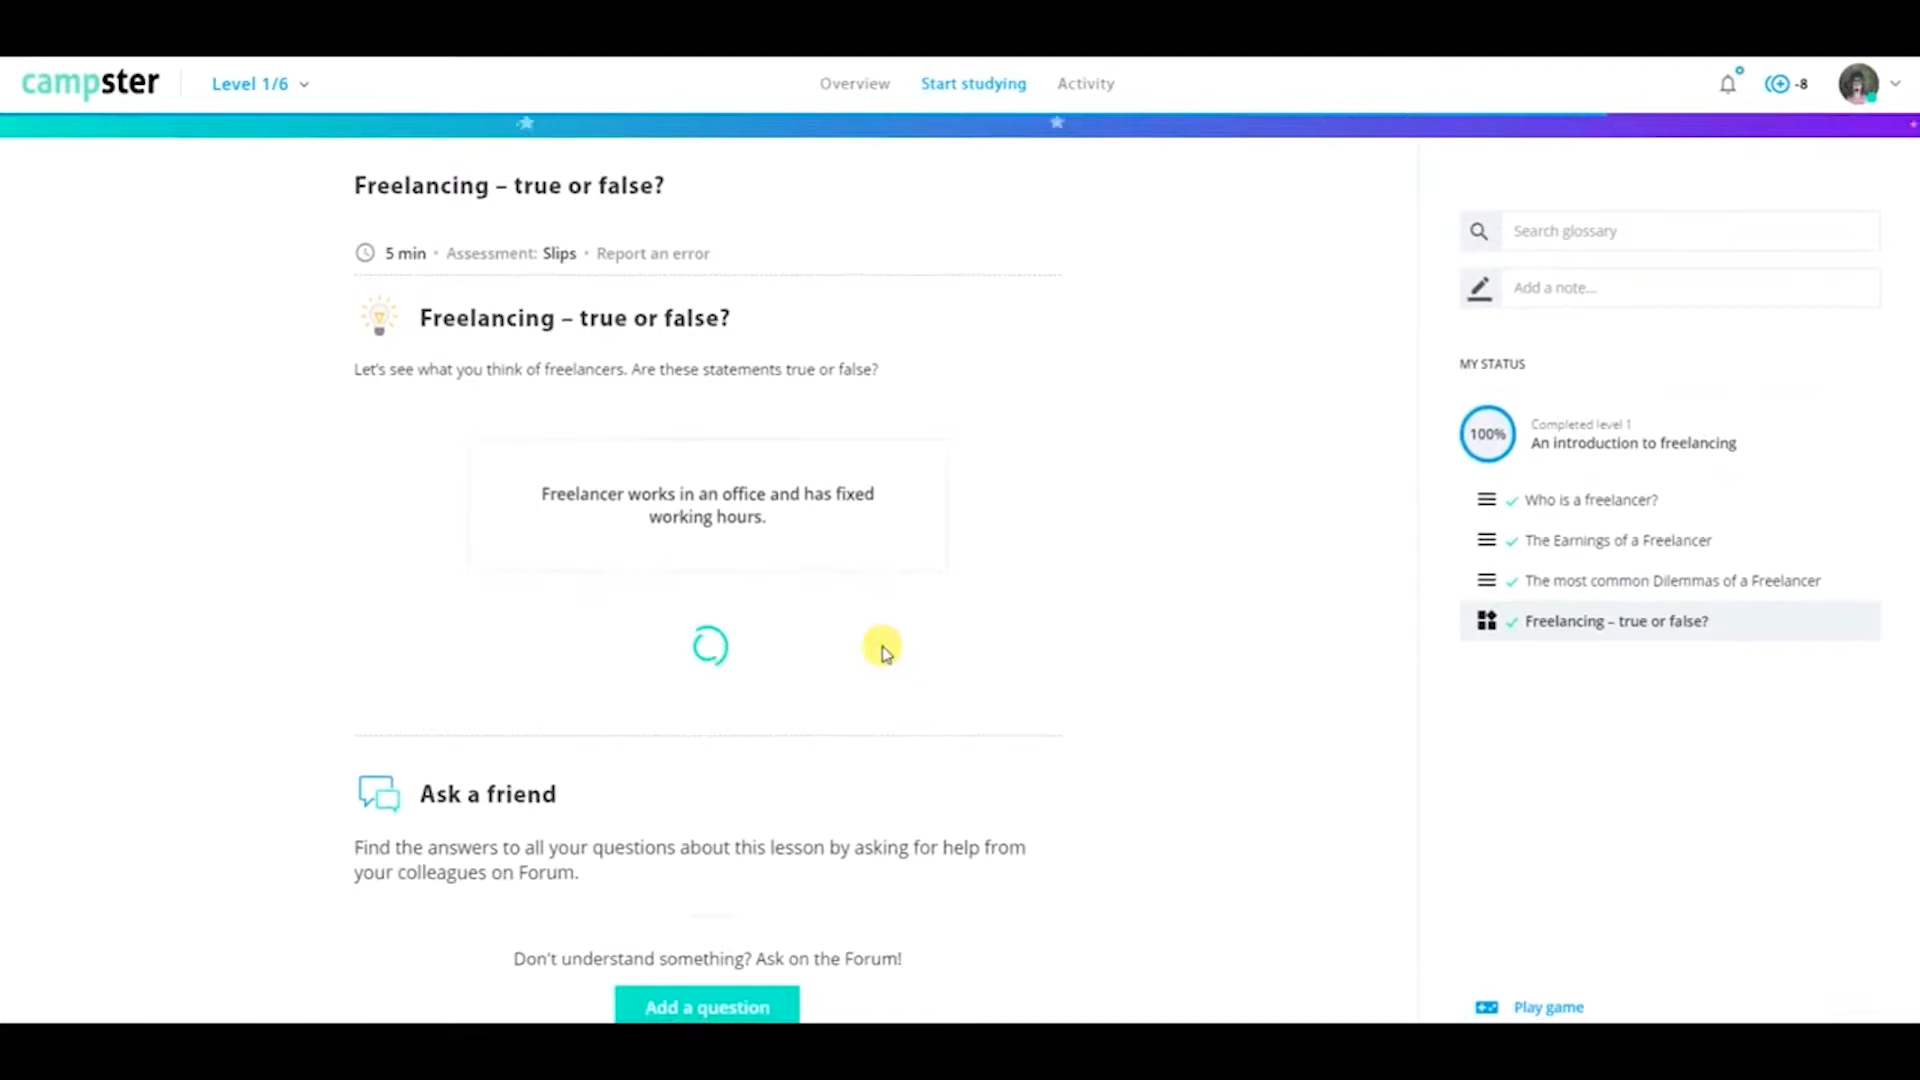 campster
Level 1/6
Overview
Start studying
Activity
-8
Freelancing – true or false?
5 min • Assessment: Slips • Report an error
Freelancing – true or false?
Let's see what you think of freelancers. Are these statements true or false?
Freelancer works in an office and has fixed
working hours.
Ask a friend
Find the answers to all your questions about this lesson by asking for help from
your colleagues on Forum.
Don't understand something? Ask on the Forum!
Add a question
Search glossary
Add a note...
MY STATUS
100%
Completed level 1
An introduction to freelancing
Who is a freelancer?
The Earnings of a Freelancer
The most common Dilemmas of a Freelancer
Freelancing – true or false?
Play game